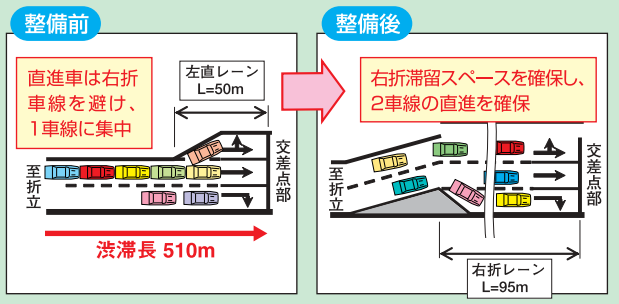 整備前
直進車は右折
車線を避け、
1車線に集中
左直レーン
L=50m
至折立
交差点部
渋滞長 510m
整備後
右折滞留スペースを確保し、
2車線の直進を確保
至折立
交差点部
右折レーン
L=95m